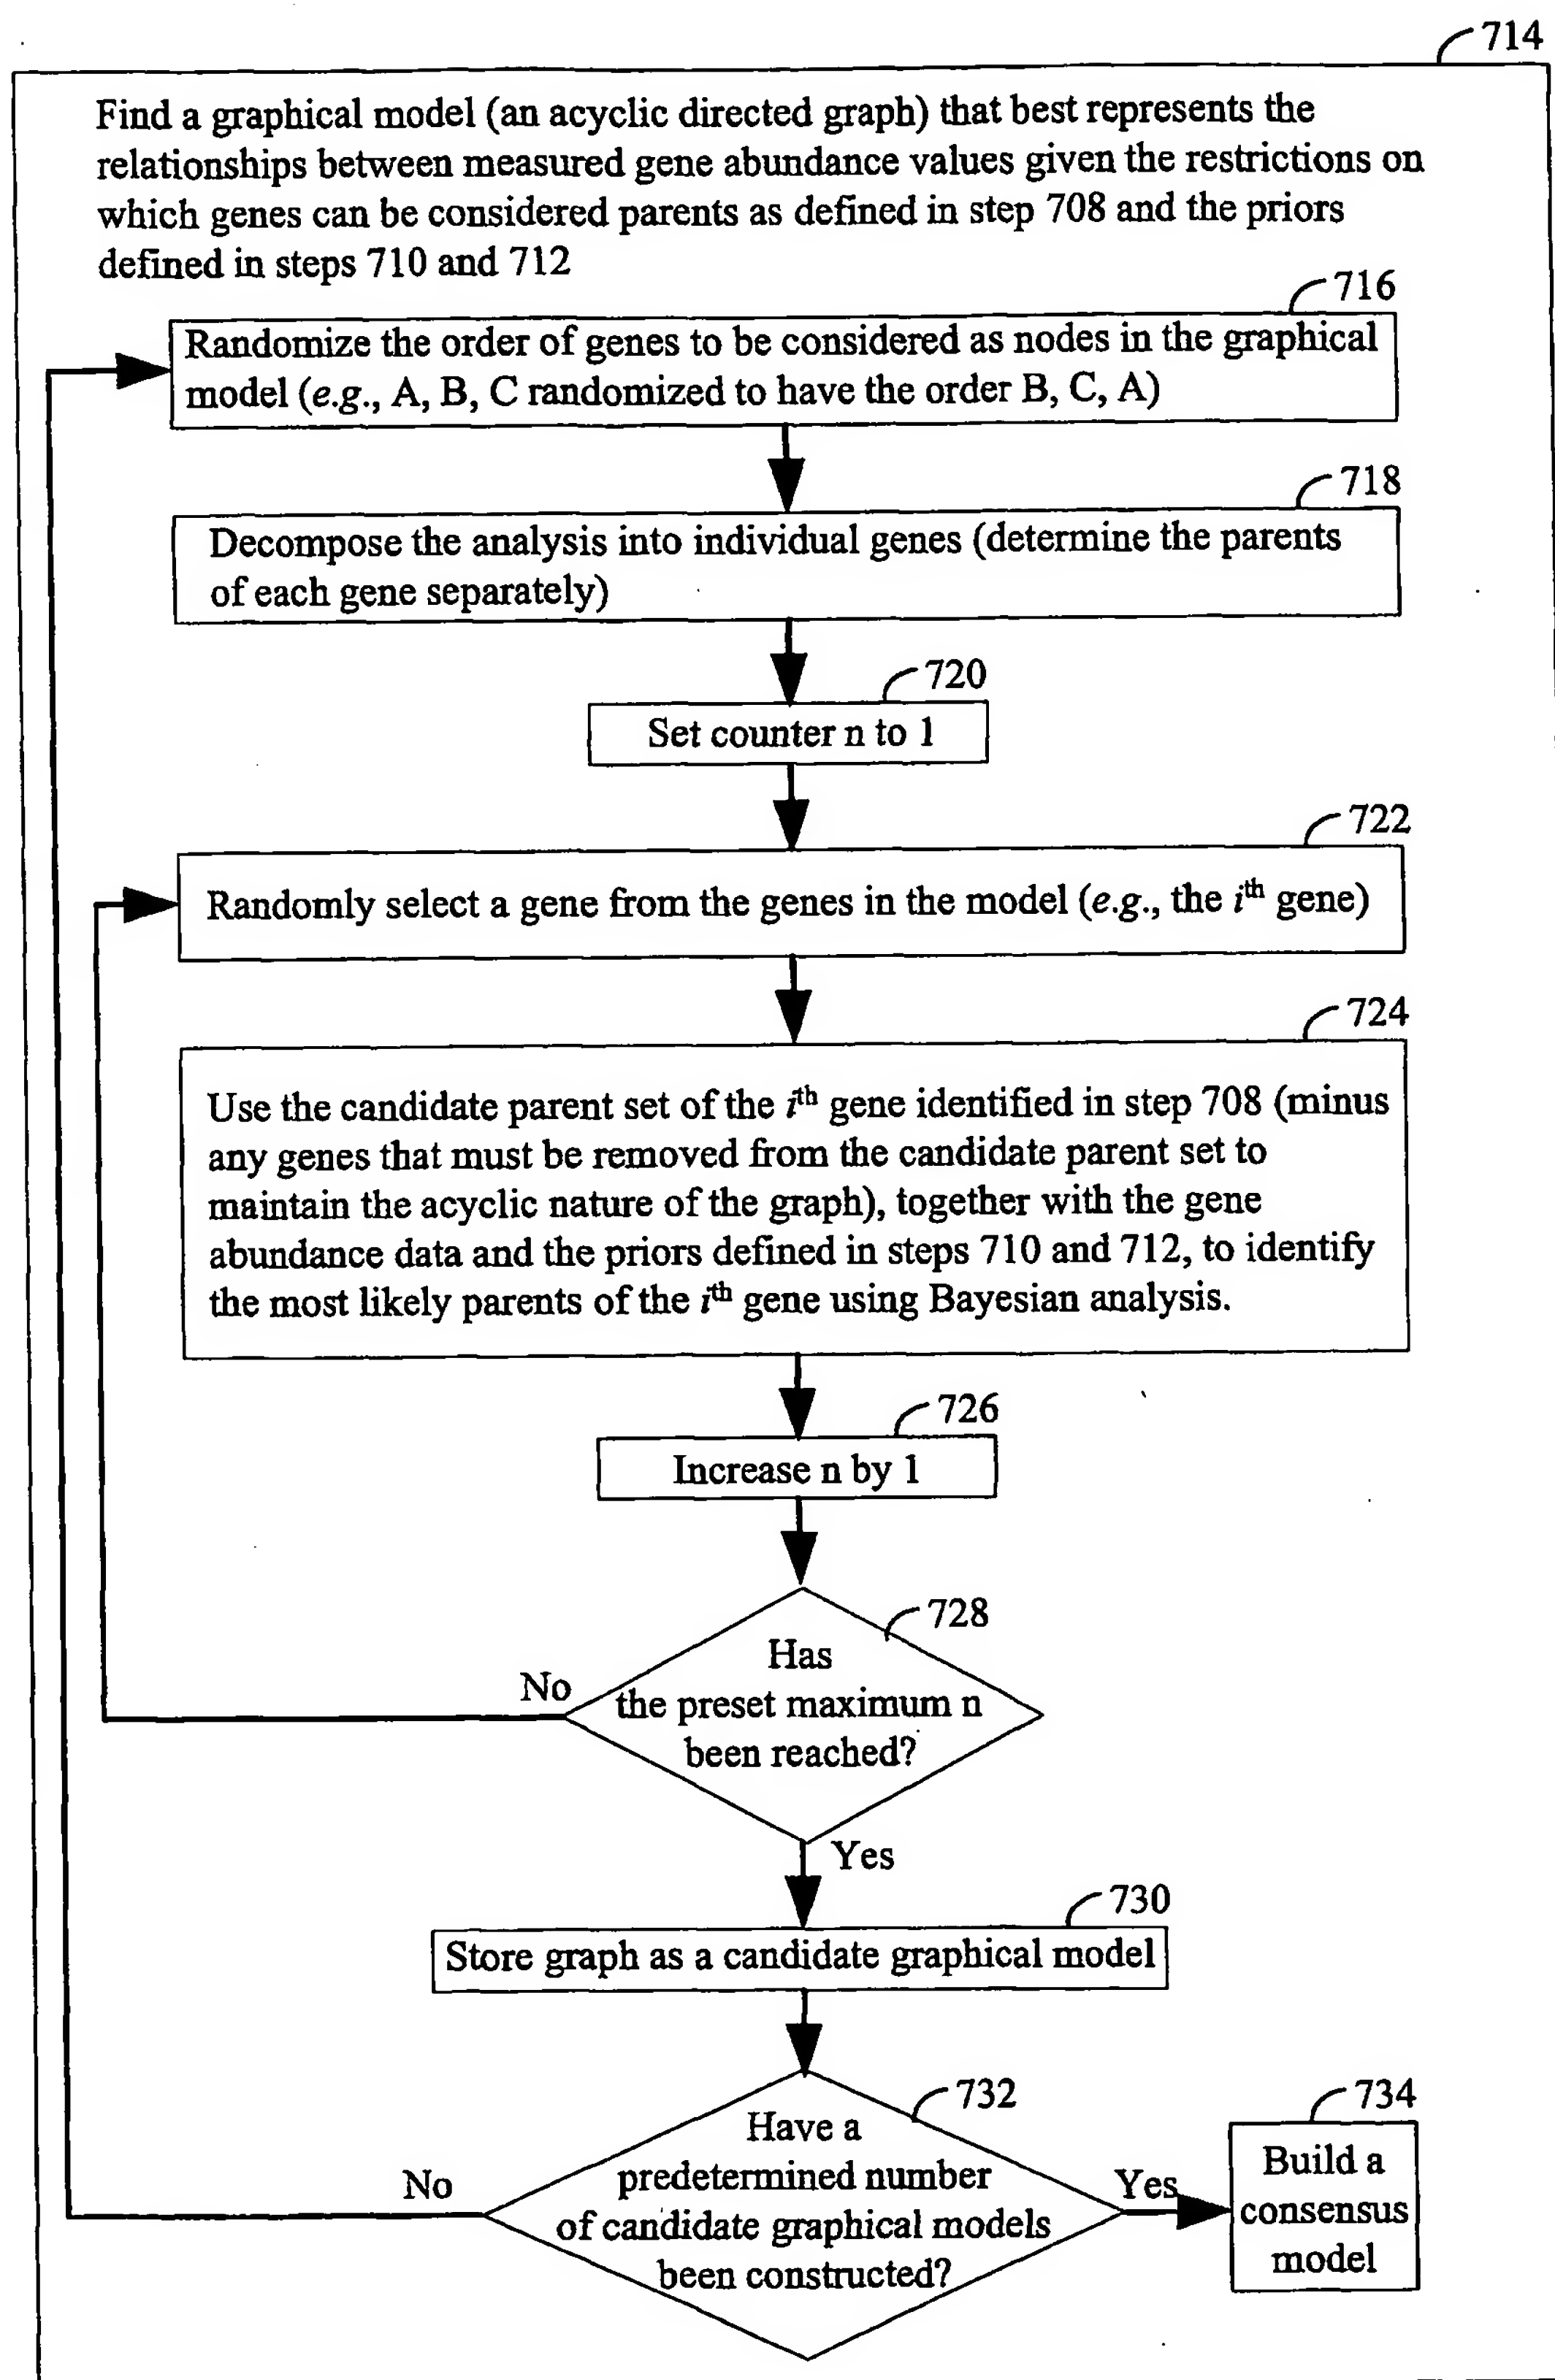 714
Find a graphical model (an acyclic directed graph) that best represents the
relationships between measured gene abundance values given the restrictions on
which genes can be considered parents as defined in step 708 and the priors
defined in steps 710 and 712
716
Randomize the order of genes to be considered as nodes in the graphical
model (e.g., A, B, C randomized to have the order B, C, A)
718
Decompose the analysis into individual genes (determine the parents
of each gene separately)
720
Set counter n to 1
722
Randomly select a gene from the genes in the model (e.g., the i^th gene)
724
Use the candidate parent set of the i^th gene identified in step 708 (minus
any genes that must be removed from the candidate parent set to
maintain the acyclic nature of the graph), together with the gene
abundance data and the priors defined in steps 710 and 712, to identify
the most likely parents of the i^th gene using Bayesian analysis.
726
Increase n by 1
728
Has
the preset maximum n
been reached?
No
Yes
730
Store graph as a candidate graphical model
732
Have a
predetermined number
of candidate graphical models
been constructed?
No
Yes
734
Build a
consensus
model